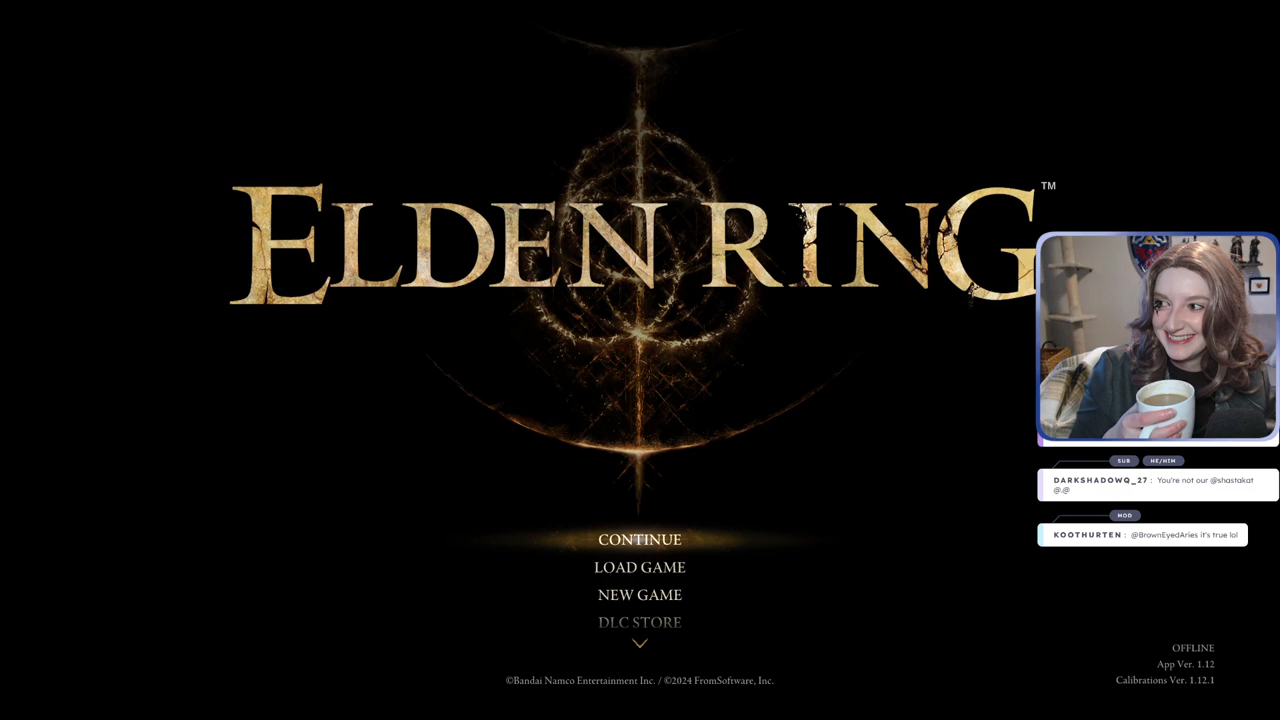 ELDEN RING™
SUB HE/HIM
DARKSHADOWQ_27 : You're not our @shastakat
@.@
MOD
KOOTHURTEN : @BrownEyedAries it's true lol
CONTINUE
LOAD GAME
NEW GAME
DLC STORE
©Bandai Namco Entertainment Inc. / ©2024 FromSoftware, Inc.
OFFLINE
App Ver. 1.12
Calibrations Ver. 1.12.1